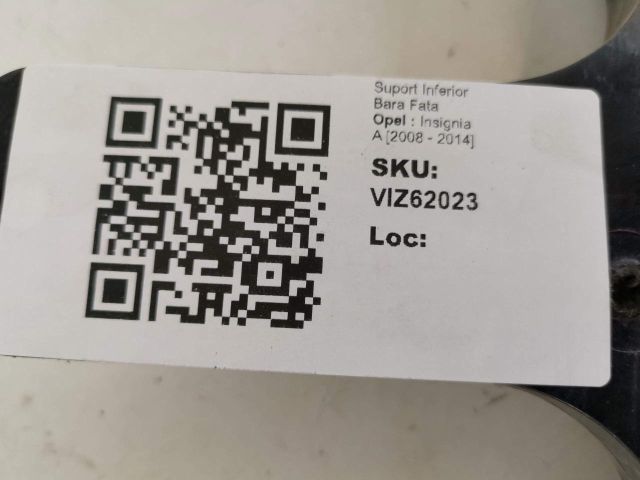 Suport Inferior
Bara Fata
Opel : Insignia
A [2008 - 2014]
SKU:
VIZ62023
Loc: